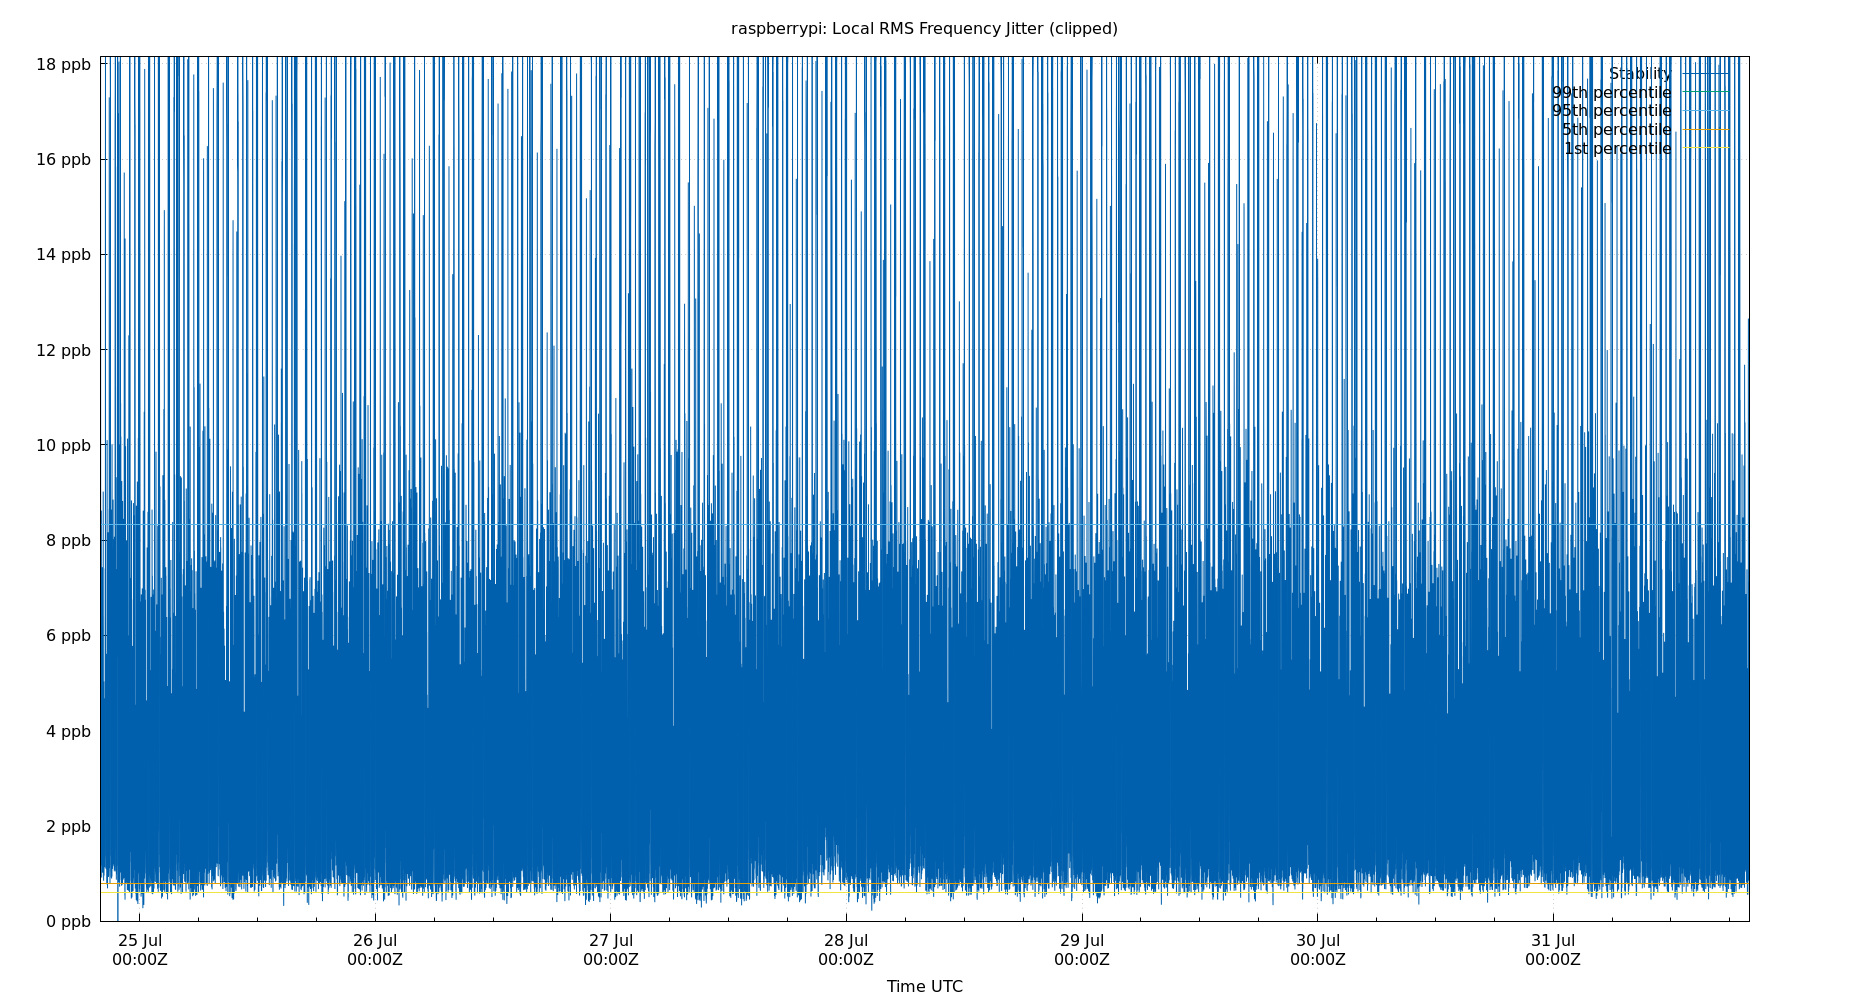 raspberrypi: Local RMS Frequency Jitter (clipped)
18 ppb
16 ppb
14 ppb
12 ppb
10 ppb
8 ppb
6 ppb
4 ppb
2 ppb
0 ppb
Stability
99th percentile
95th percentile
5th percentile
1st percentile
25 Jul 26 Jul 27 Jul 28 Jul 29 Jul 30 Jul 31 Jul
00:00Z 00:00Z 00:00Z 00:00Z 00:00Z 00:00Z 00:00Z
Time UTC